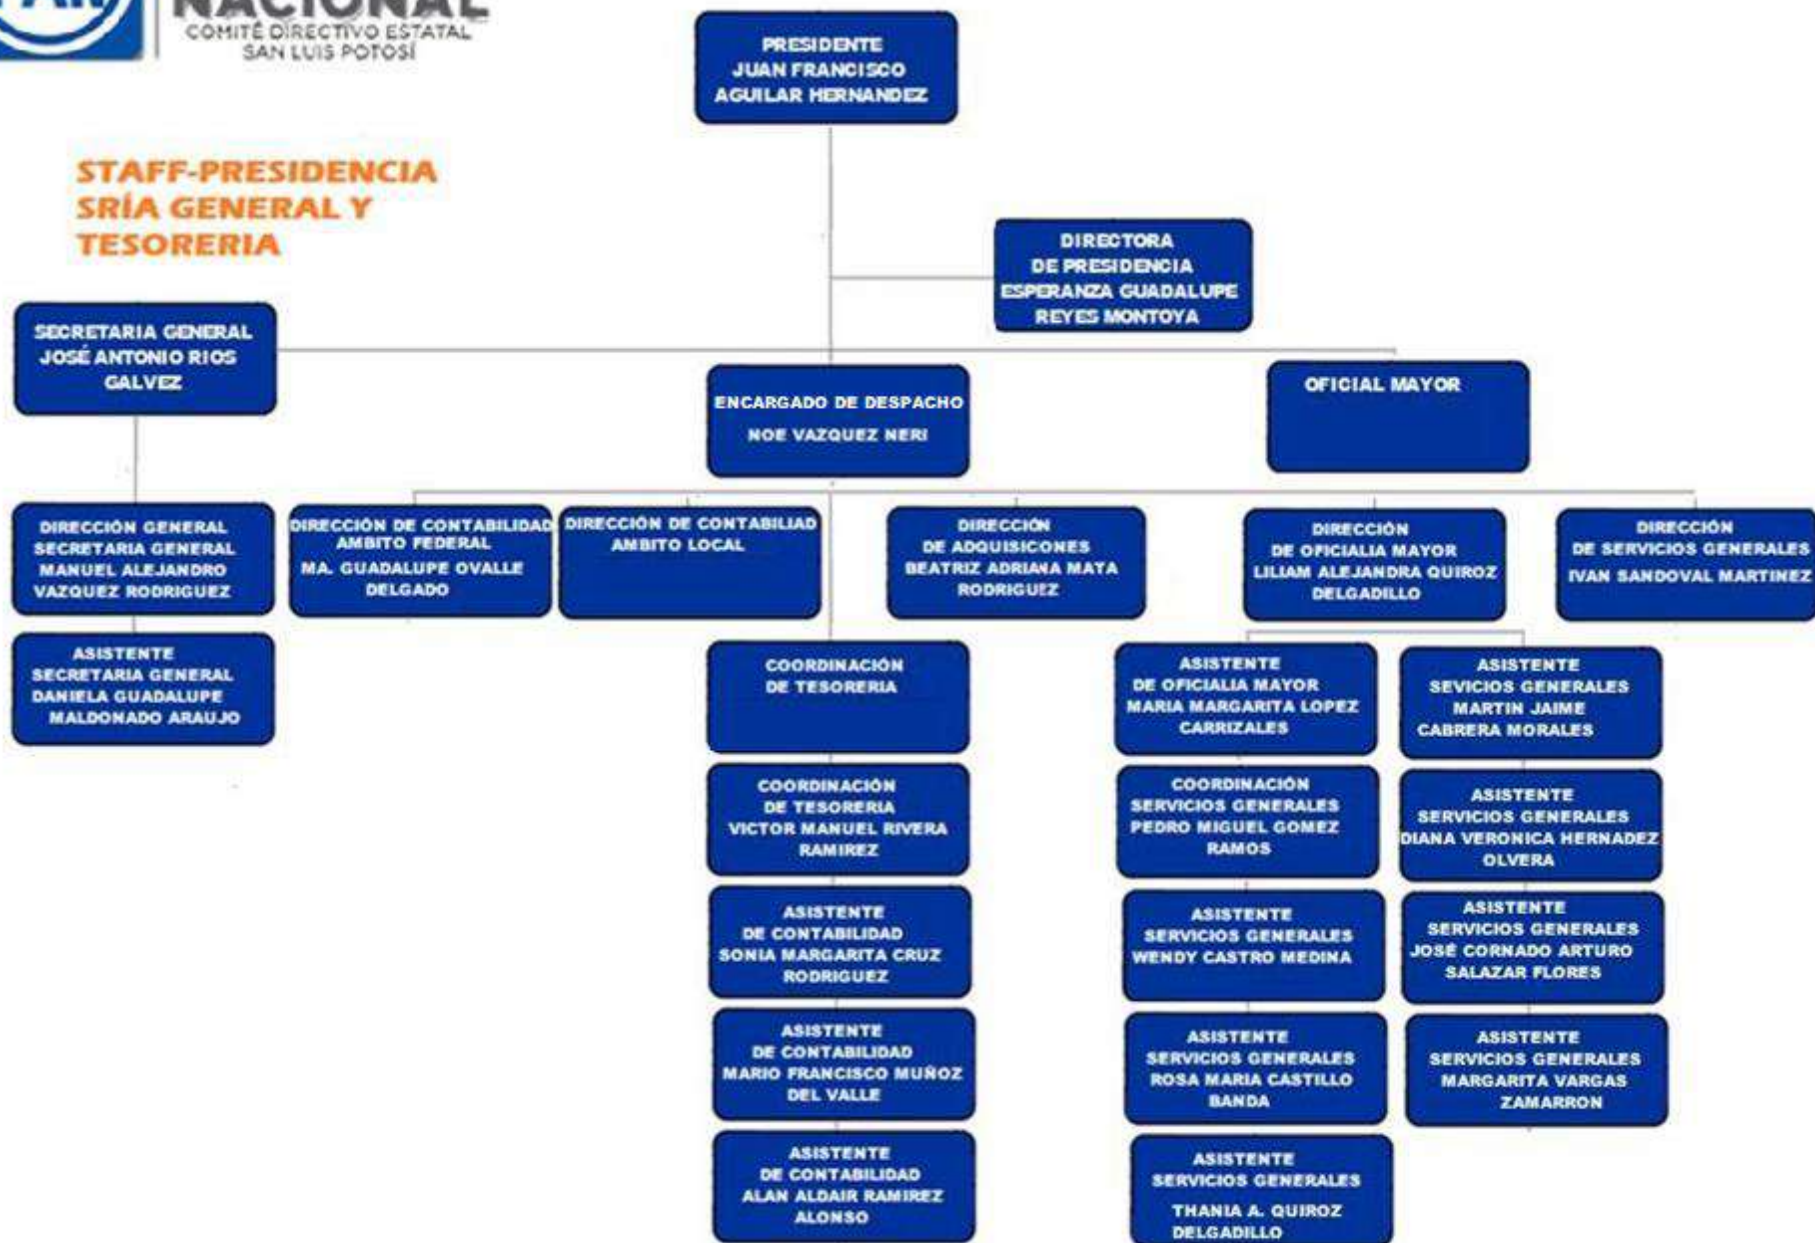 PAN
NACIONAL
COMITÉ DIRECTIVO ESTATAL
SAN LUIS POTOSÍ
STAFF-PRESIDENCIA
SRÍA GENERAL Y
TESORERIA
PRESIDENTE
JUAN FRANCISCO
AGUILAR HERNANDEZ
DIRECTORA
DE PRESIDENCIA
ESPERANZA GUADALUPE
REYES MONTOYA
SECRETARIA GENERAL
JOSÉ ANTONIO RIOS
GALVEZ
ENCARGADO DE DESPACHO
NOE VAZQUEZ NERI
OFICIAL MAYOR
DIRECCIÓN GENERAL
SECRETARIA GENERAL
MANUEL ALEJANDRO
VAZQUEZ RODRIGUEZ
DIRECCIÓN DE CONTABILIDAD
AMBITO FEDERAL
MA. GUADALUPE OVALLE
DELGADO
DIRECCIÓN DE CONTABILIAD
AMBITO LOCAL
DIRECCIÓN
DE ADQUISICONES
BEATRIZ ADRIANA MATA
RODRIGUEZ
DIRECCIÓN
DE OFICIALIA MAYOR
LILIAM ALEJANDRA QUIROZ
DELGADILLO
DIRECCIÓN
DE SERVICIOS GENERALES
IVAN SANDOVAL MARTINEZ
ASISTENTE
SECRETARIA GENERAL
DANIELA GUADALUPE
MALDONADO ARAUJO
COORDINACIÓN
DE TESORERIA
COORDINACIÓN
DE TESORERIA
VICTOR MANUEL RIVERA
RAMIREZ
ASISTENTE
DE CONTABILIDAD
SONIA MARGARITA CRUZ
RODRIGUEZ
ASISTENTE
DE CONTABILIDAD
MARIO FRANCISCO MUÑOZ
DEL VALLE
ASISTENTE
DE CONTABILIDAD
ALAN ALDAIR RAMIREZ
ALONSO
ASISTENTE
DE OFICIALIA MAYOR
MARIA MARGARITA LOPEZ
CARRIZALES
COORDINACIÓN
SERVICIOS GENERALES
PEDRO MIGUEL GOMEZ
RAMOS
ASISTENTE
SERVICIOS GENERALES
WENDY CASTRO MEDINA
ASISTENTE
SERVICIOS GENERALES
ROSA MARIA CASTILLO
BANDA
ASISTENTE
SERVICIOS GENERALES
THANIA A. QUIROZ
DELGADILLO
ASISTENTE
SEVICIOS GENERALES
MARTIN JAIME
CABRERA MORALES
ASISTENTE
SERVICIOS GENERALES
DIANA VERONICA HERNADEZ
OLVERA
ASISTENTE
SERVICIOS GENERALES
JOSÉ CORNADO ARTURO
SALAZAR FLORES
ASISTENTE
SERVICIOS GENERALES
MARGARITA VARGAS
ZAMARRON